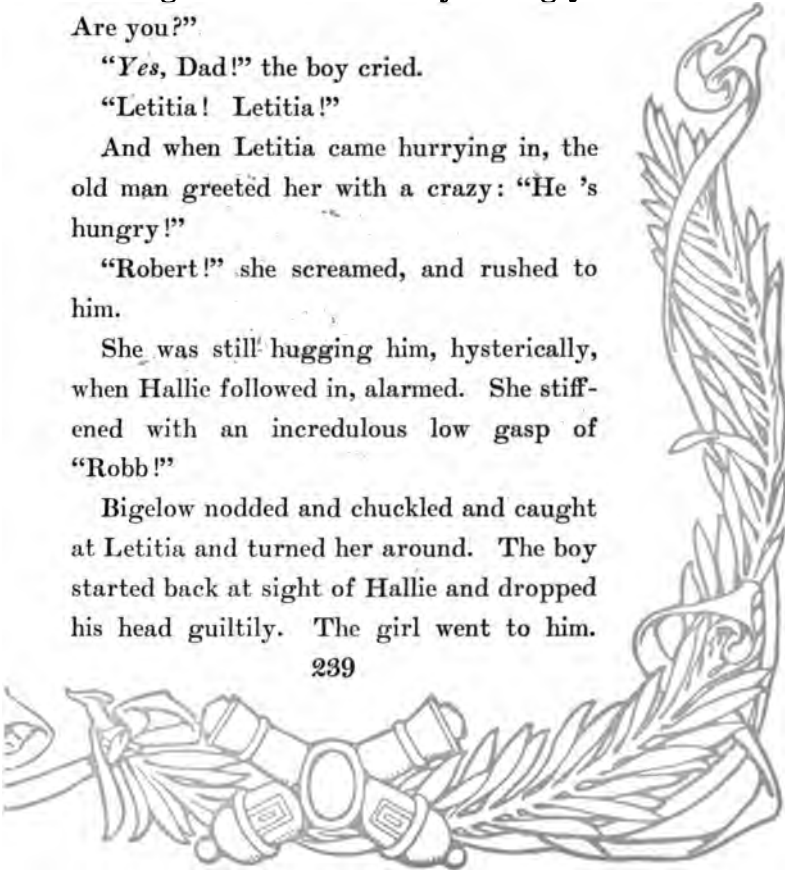 Are you?”
“Yes, Dad!” the boy cried.
“Letitia! Letitia!”
And when Letitia came hurrying in, the
old man greeted her with a crazy: “He ’s
hungry!”
“Robert!” she screamed, and rushed to
him.
She was still hugging him, hysterically,
when Hallie followed in, alarmed. She stiff-
ened with an incredulous low gasp of
“Robb!”
Bigelow nodded and chuckled and caught
at Letitia and turned her around. The boy
started back at sight of Hallie and dropped
his head guiltily. The girl went to him.
239